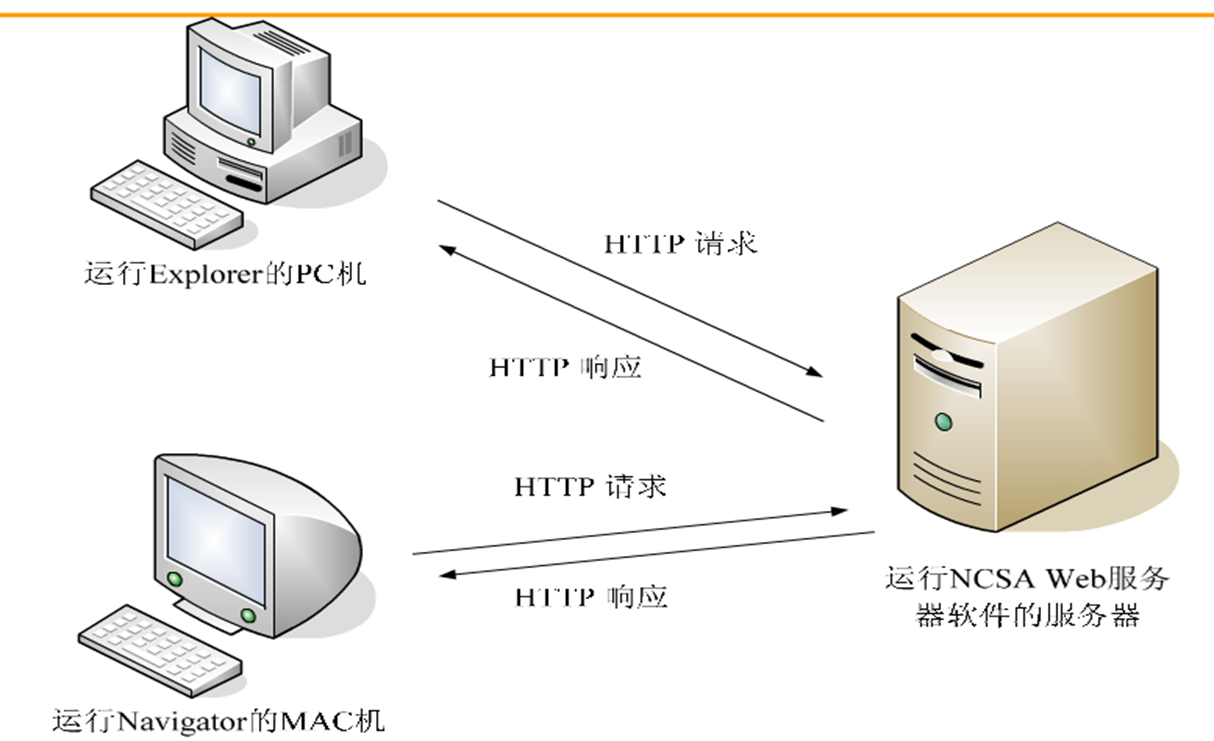 HTTP 请求
运行Explorer的PC机
HTTP 响应
HTTP 请求
运行NCSA Web服务
器软件的服务器
HTTP 响应
运行Navigator的MAC机